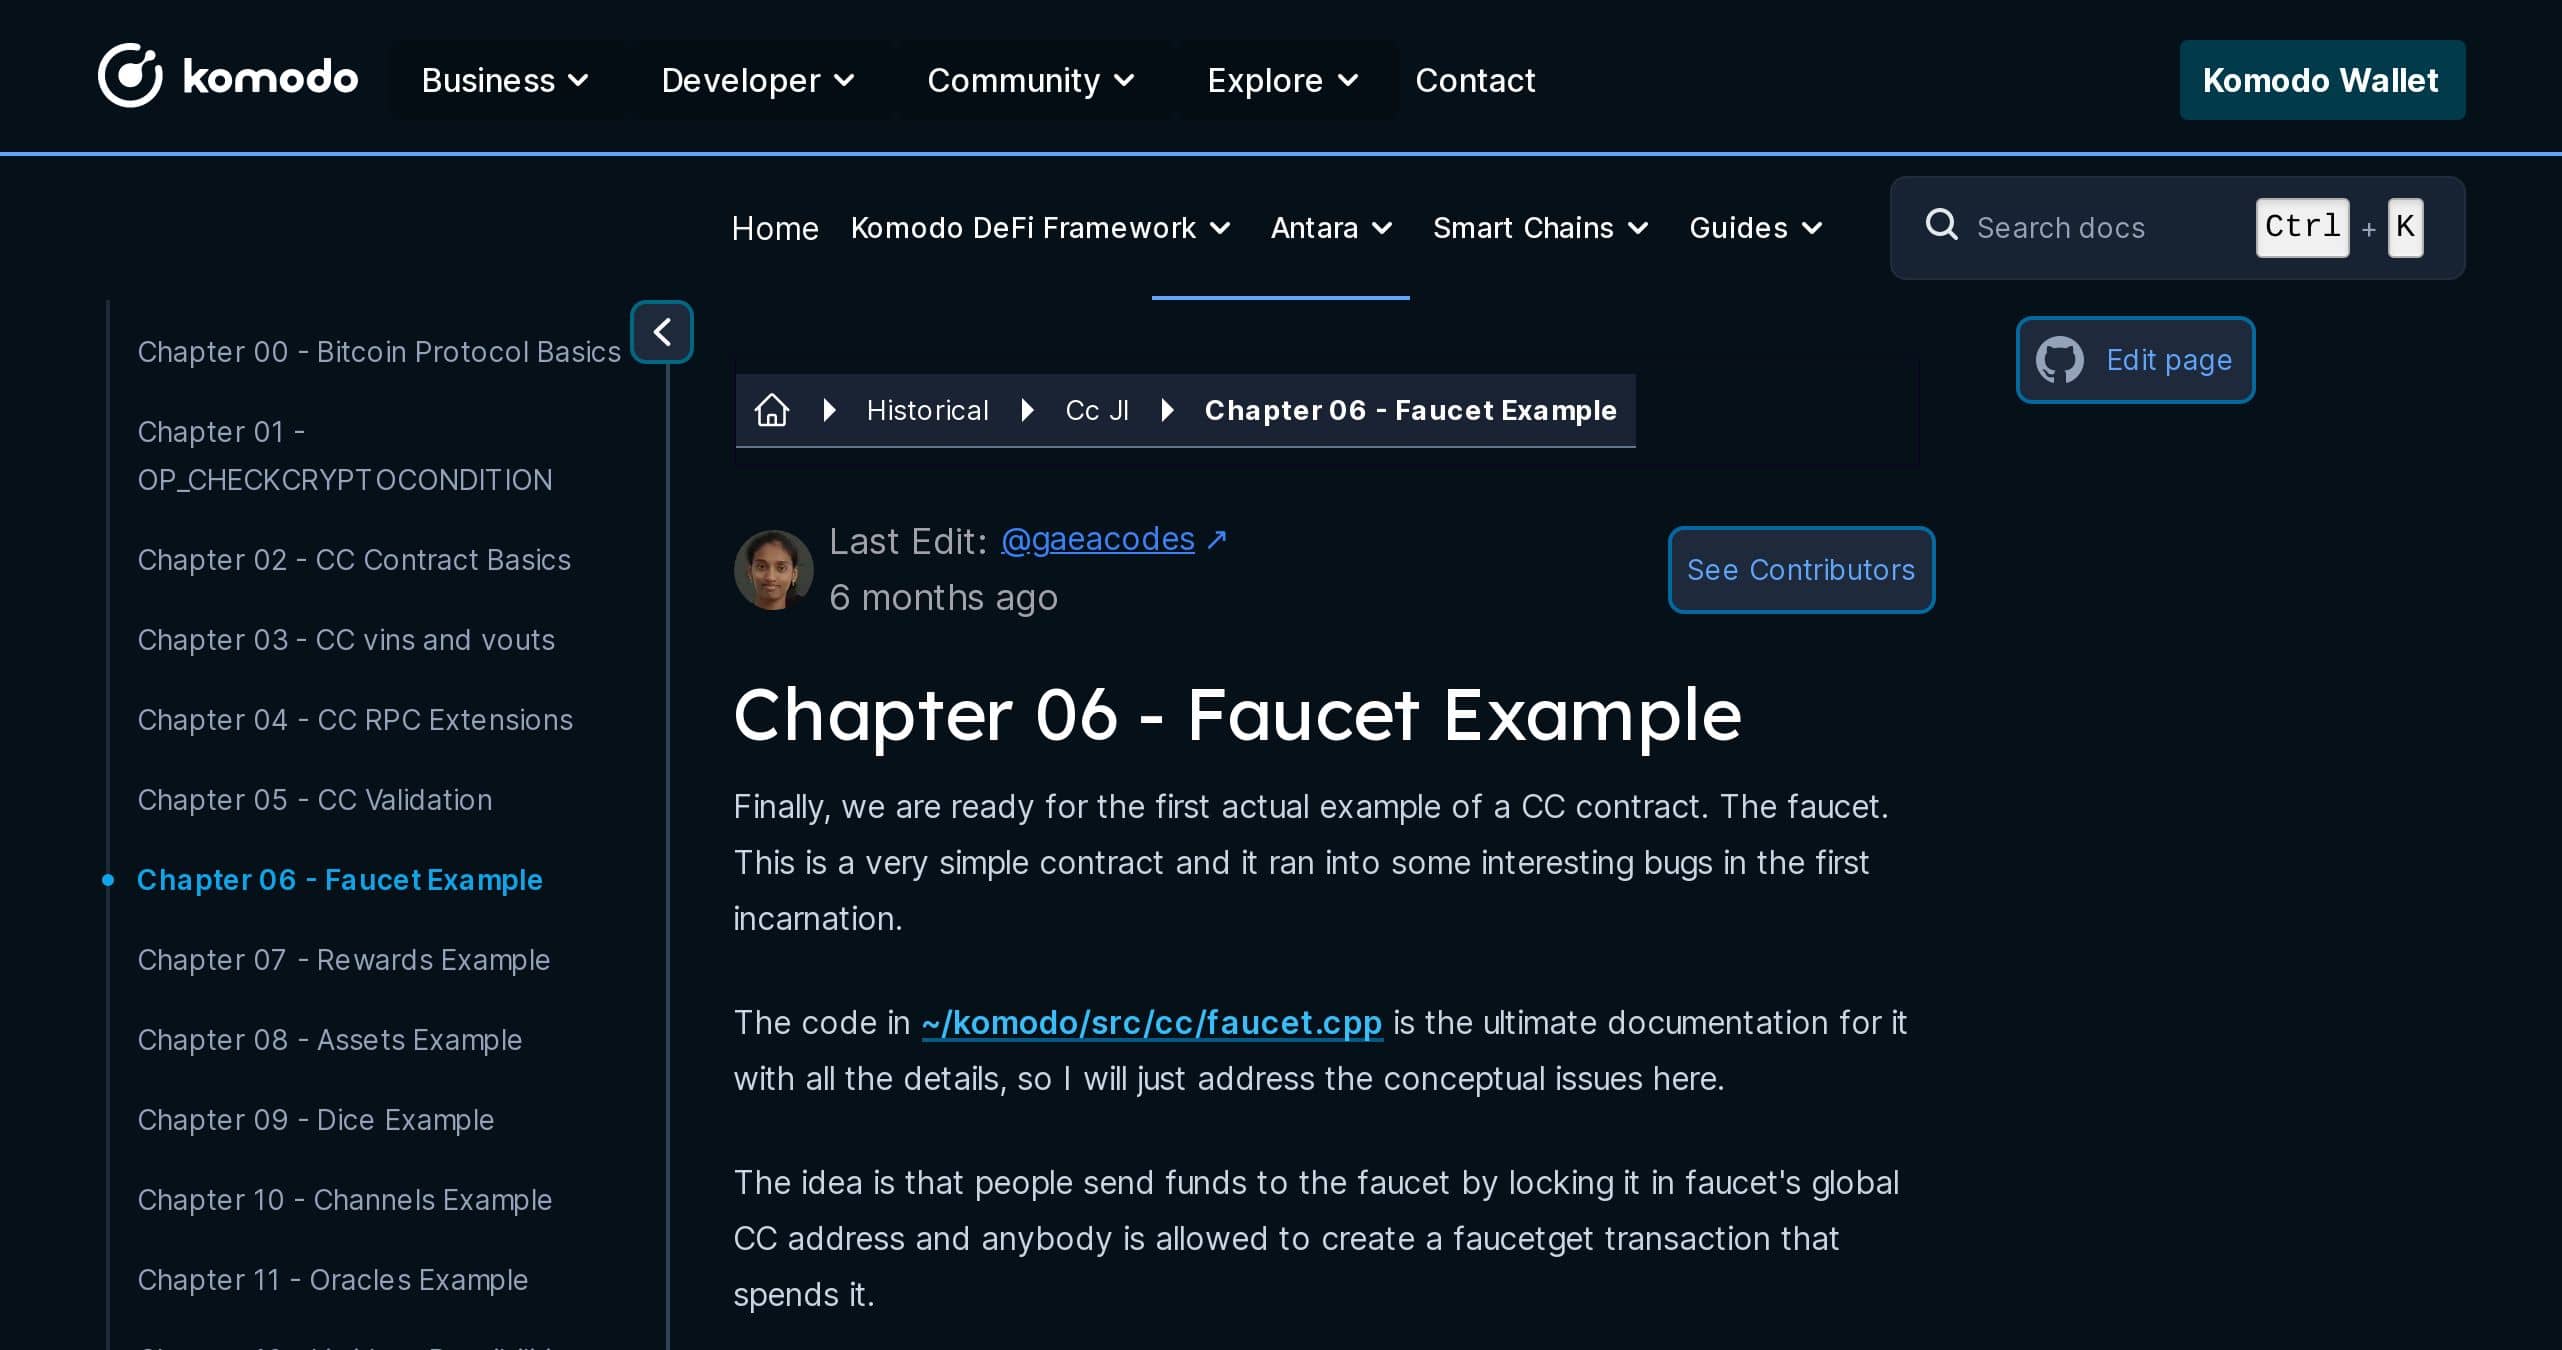 komodo
Business
Developer
Community
Explore
Contact
Komodo Wallet
Home
Komodo DeFi Framework
Antara
Smart Chains
Guides
Search docs
Ctrl + K
Chapter 00 - Bitcoin Protocol Basics
Chapter 01 -
OP_CHECKCRYPTOCONDITION
Chapter 02 - CC Contract Basics
Chapter 03 - CC vins and vouts
Chapter 04 - CC RPC Extensions
Chapter 05 - CC Validation
Chapter 06 - Faucet Example
Chapter 07 - Rewards Example
Chapter 08 - Assets Example
Chapter 09 - Dice Example
Chapter 10 - Channels Example
Chapter 11 - Oracles Example
Historical
Cc Jl
Chapter 06 - Faucet Example
Edit page
Last Edit: @gaeacodes ↗
6 months ago
See Contributors
Chapter 06 - Faucet Example
Finally, we are ready for the first actual example of a CC contract. The faucet.
This is a very simple contract and it ran into some interesting bugs in the first
incarnation.
The code in ~/komodo/src/cc/faucet.cpp is the ultimate documentation for it
with all the details, so I will just address the conceptual issues here.
The idea is that people send funds to the faucet by locking it in faucet's global
CC address and anybody is allowed to create a faucetget transaction that
spends it.